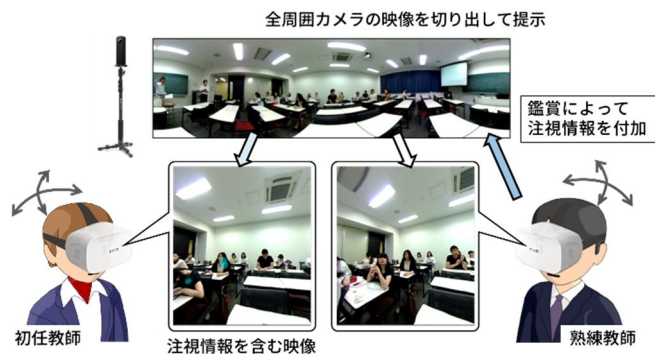 全周囲カメラの映像を切り出して提示
鑑賞によって
注視情報を付加
初任教師
注視情報を含む映像
熟練教師